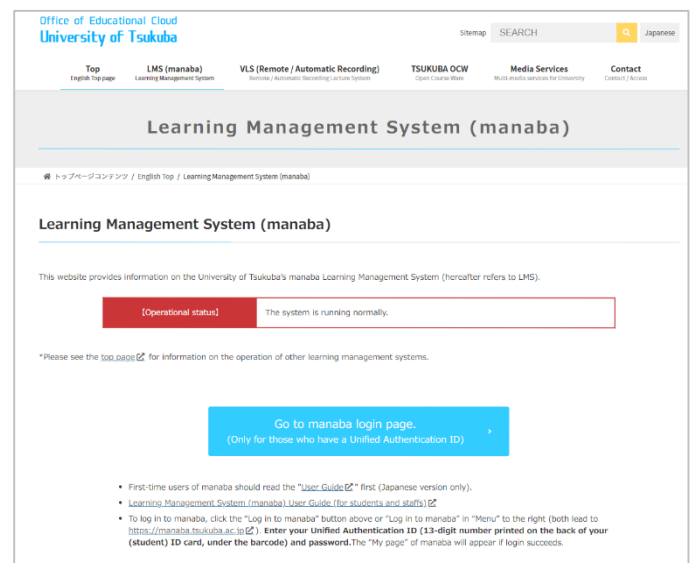 Office of Educational Cloud
University of Tsukuba
Sitemap
SEARCH
Japanese
Top
English Top page
LMS (manaba)
Learning Management System
VLS (Remote / Automatic Recording)
Remote / Automatic Recording Lecture System
TSUKUBA OCW
Open Course Ware
Media Services
Multi-media services for University
Contact
Contact / Access
Learning Management System (manaba)
トップページコンテンツ / English Top / Learning Management System (manaba)
Learning Management System (manaba)
This website provides information on the University of Tsukuba's manaba Learning Management System (hereafter refers to LMS).
【Operational status】
The system is running normally.
*Please see the top page for information on the operation of other learning management systems.
Go to manaba login page.
(Only for those who have a Unified Authentication ID)
• First-time users of manaba should read the "User Guide" first (Japanese version only).
• Learning Management System (manaba) User Guide (for students and staffs)
• To log in to manaba, click the "Log in to manaba" button above or "Log in to manaba" in "Menu" to the right (both lead to
https://manaba.tsukuba.ac.jp). Enter your Unified Authentication ID (13-digit number printed on the back of your
(student) ID card, under the barcode) and password.The "My page" of manaba will appear if login succeeds.